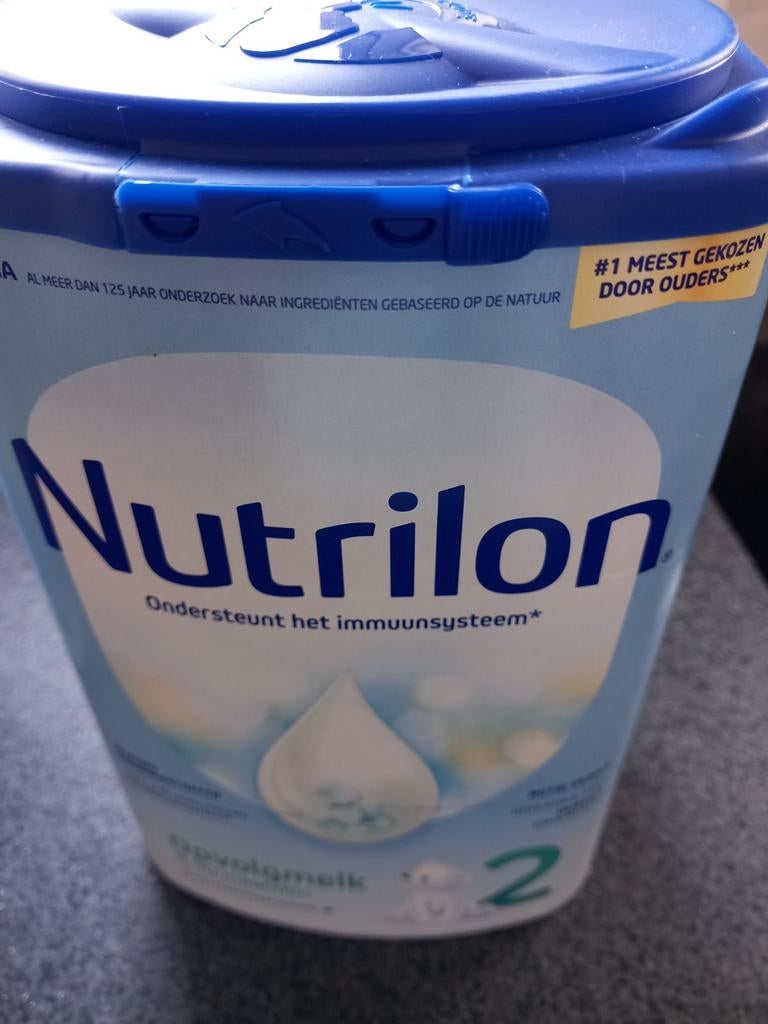 AL MEER DAN 125 JAAR ONDERZOEK NAAR INGREDIËNTEN GEBASEERD OP DE NATUUR
#1 MEEST GEKOZEN
DOOR OUDERS***
Nutrilon®
Ondersteunt het immuunsysteem*
Opvolgmelk
2